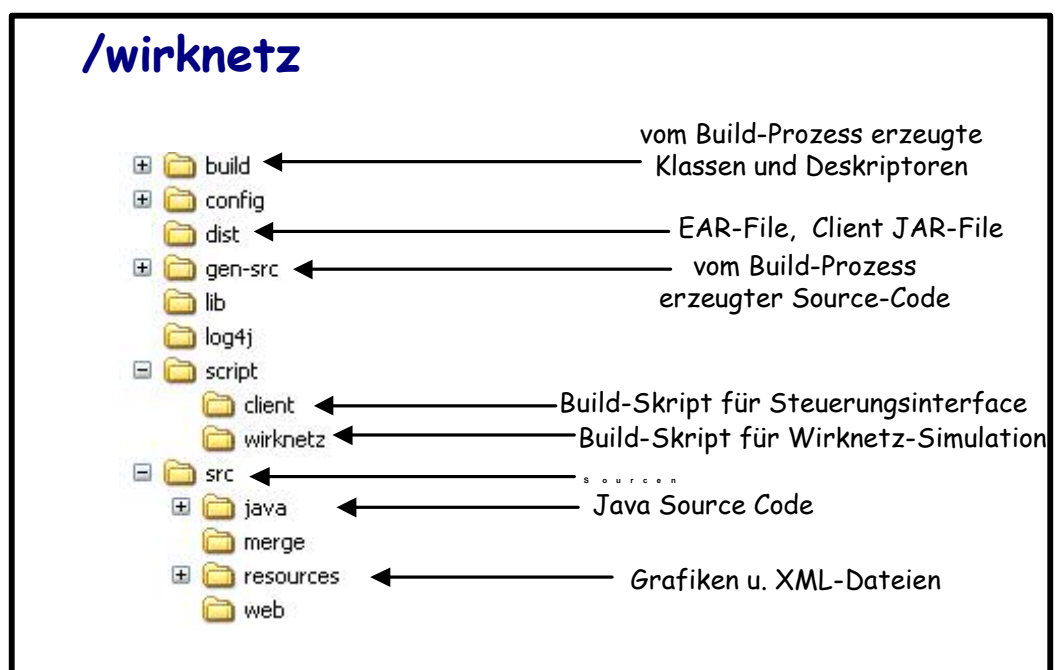 /wirknetz
vom Build-Prozess erzeugte
build
Klassen und Deskriptoren
config
dist
EAR-File, Client JAR-File
gen-src
vom Build-Prozess
erzeugter Source-Code
lib
log4j
script
client
Build-Skript für Steuerungsinterface
wirknetz
Build-Skript für Wirknetz-Simulation
src
Sourcen
java
Java Source Code
merge
resources
Grafiken u. XML-Dateien
web